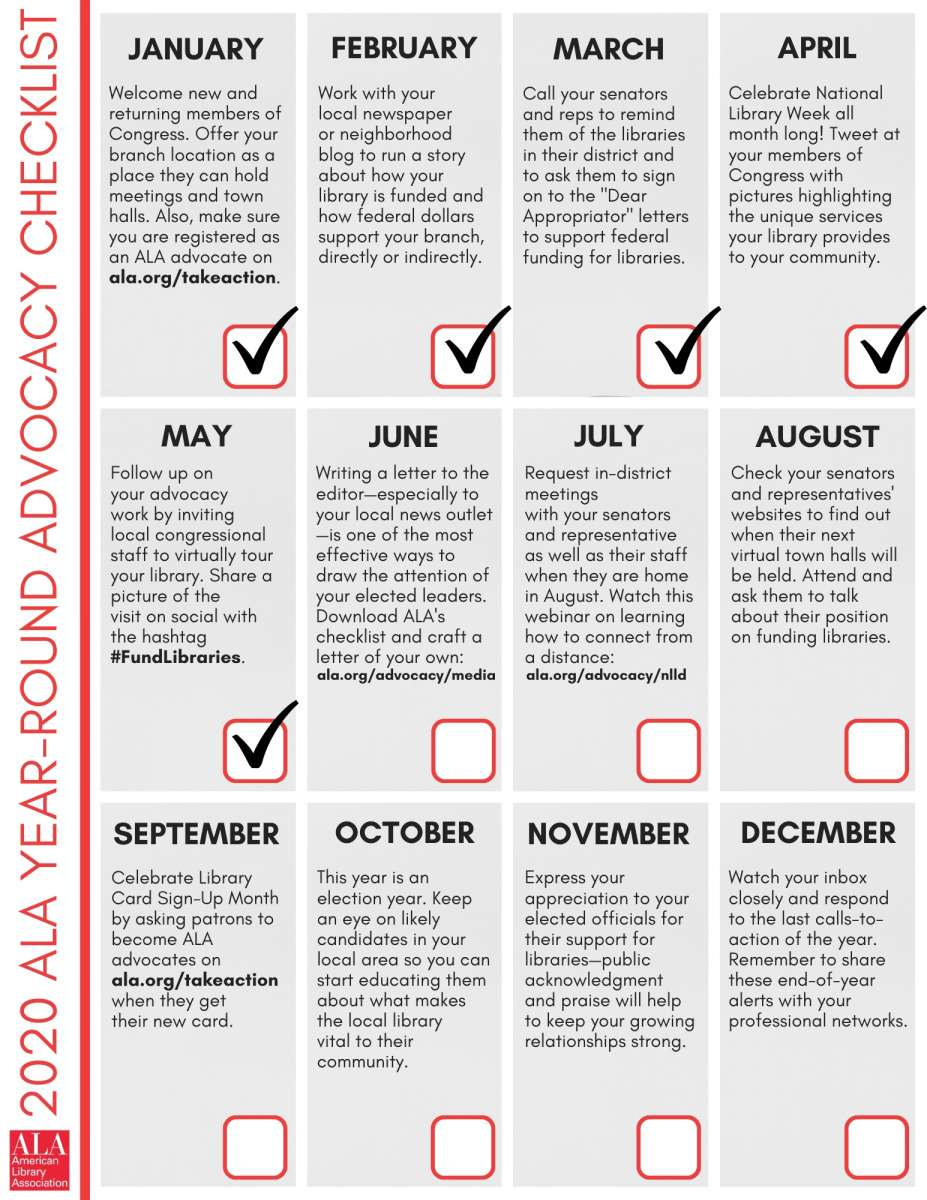 2020 ALA YEAR-ROUND ADVOCACY CHECKLIST
JANUARY
Welcome new and
returning members of
Congress. Offer your
branch location as a
place they can hold
meetings and town
halls. Also, make sure
you are registered as
an ALA advocate on
ala.org/takeaction.
FEBRUARY
Work with your
local newspaper
or neighborhood
blog to run a story
about how your
library is funded and
how federal dollars
support your branch,
directly or indirectly.
MARCH
Call your senators
and reps to remind
them of the libraries
in their district and
to ask them to sign
on to the "Dear
Appropriator" letters
to support federal
funding for libraries.
APRIL
Celebrate National
Library Week all
month long! Tweet at
your members of
Congress with
pictures highlighting
the unique services
your library provides
to your community.
MAY
Follow up on
your advocacy
work by inviting
local congressional
staff to virtually tour
your library. Share a
picture of the
visit on social with
the hashtag
#FundLibraries.
JUNE
Writing a letter to the
editor—especially to
your local news outlet
—is one of the most
effective ways to
draw the attention of
your elected leaders.
Download ALA's
checklist and craft a
letter of your own:
ala.org/advocacy/media
JULY
Request in-district
meetings
with your senators
and representative
as well as their staff
when they are home
in August. Watch this
webinar on learning
how to connect from
a distance:
ala.org/advocacy/nlld
AUGUST
Check your senators
and representatives'
websites to find out
when their next
virtual town halls will
be held. Attend and
ask them to talk
about their position
on funding libraries.
SEPTEMBER
Celebrate Library
Card Sign-Up Month
by asking patrons to
become ALA
advocates on
ala.org/takeaction
when they get
their new card.
OCTOBER
This year is an
election year. Keep
an eye on likely
candidates in your
local area so you can
start educating them
about what makes
the local library
vital to their
community.
NOVEMBER
Express your
appreciation to your
elected officials for
their support for
libraries—public
acknowledgment
and praise will help
to keep your growing
relationships strong.
DECEMBER
Watch your inbox
closely and respond
to the last calls-to-
action of the year.
Remember to share
these end-of-year
alerts with your
professional networks.
ALA
American
Library
Association